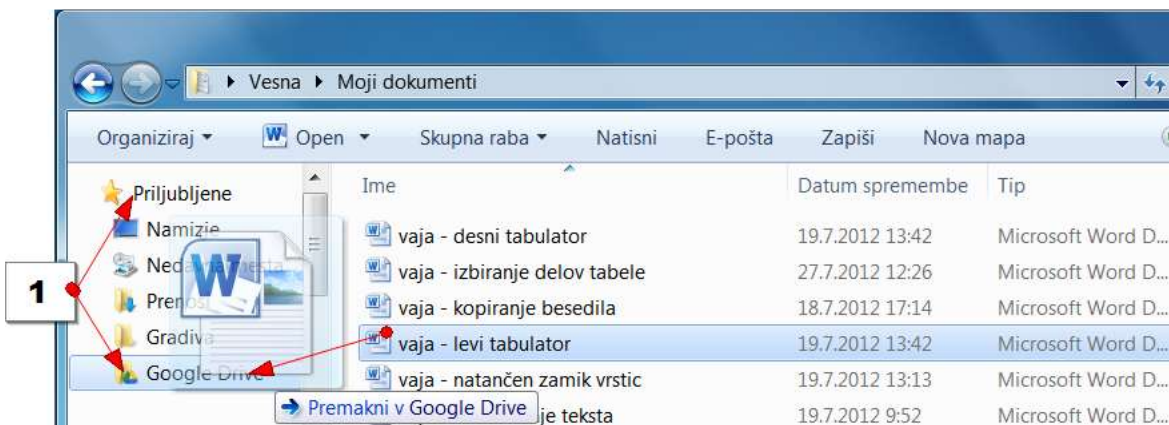 Vesna Moji dokumenti
Organiziraj Open Skupna raba Natisni E-pošta Zapiši Nova mapa
Priljubljene
Namizje
mesta
Gradiva
Google Drive
1
Ime Datum spremembe Tip
vaja - desni tabulator 19.7.2012 13:42 Microsoft Word D...
vaja - izbiranje delov tabele 27.7.2012 12:26 Microsoft Word D...
vaja - kopiranje besedila 18.7.2012 17:14 Microsoft Word D...
vaja - levi tabulator 19.7.2012 13:42 Microsoft Word D...
vaja - natančen zamik vrstic 19.7.2012 13:13 Microsoft Word D...
je teksta 19.7.2012 9:52 Microsoft Word D...
Premakni v Google Drive